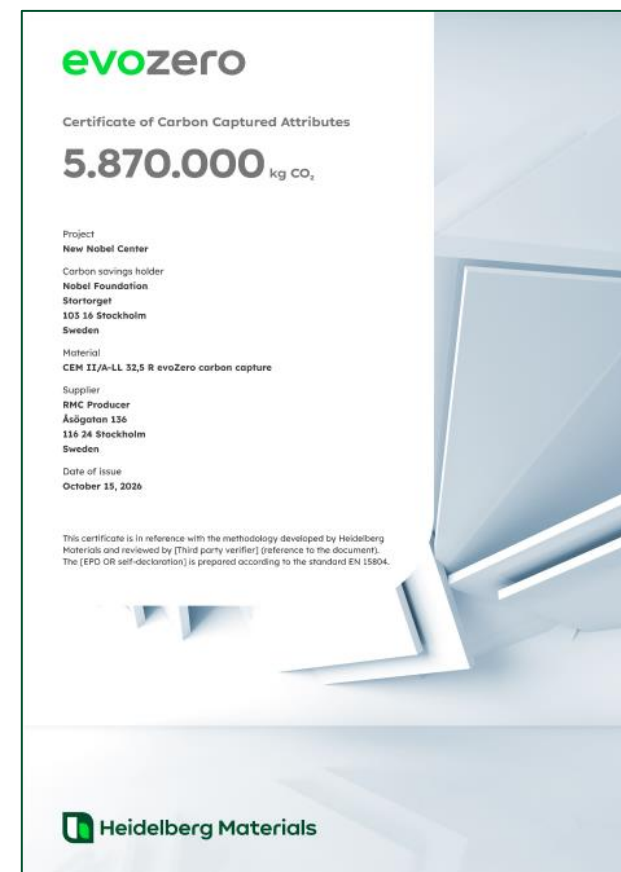 evozero
Certificate of Carbon Captured Attributes
5.870.000 kg CO₂
Project
New Nobel Center
Carbon savings holder
Nobel Foundation
Stortorget
103 16 Stockholm
Sweden
Material
CEM II/A-LL 32,5 R evoZero carbon capture
Supplier
RMC Producer
Åsögatan 136
116 24 Stockholm
Sweden
Date of issue
October 15, 2026
This certificate is in reference with the methodology developed by Heidelberg
Materials and reviewed by [Third party verifier] (reference to the document).
The [EPD OR self-declaration] is prepared according to the standard EN 15804.
Heidelberg Materials